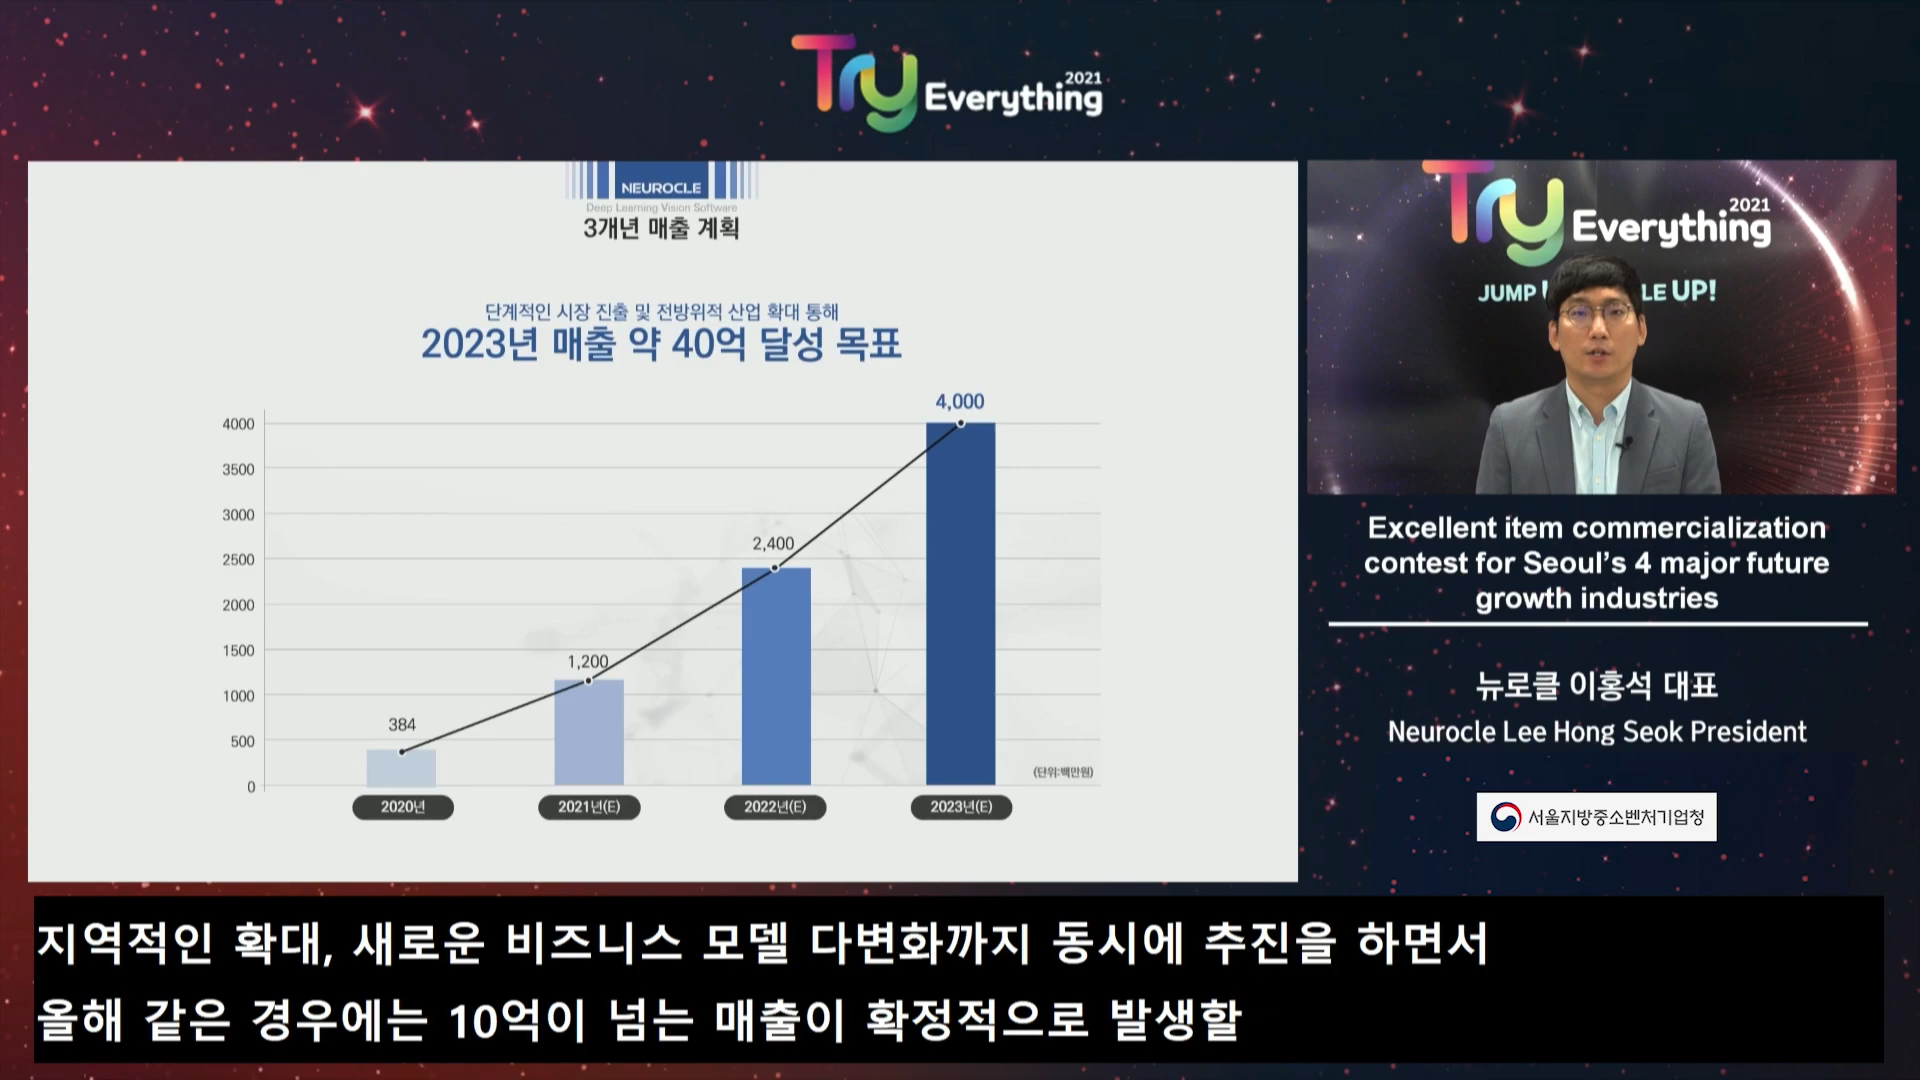 Try
2021
Everything
NEUROCLE
Deep Learning Vision Software
3개년 매출 계획
단계적인 시장 진출 및 전방위적 산업 확대 통해
2023년 매출 약 40억 달성 목표
4,000
4000
3500
3000
2500
2000
1500
1000
500
0
2,400
1,200
384
(단위:백만원)
2020년
2021년(E)
2022년(E)
2023년(E)
Try
2021
Everything
JUMP LE UP!
Excellent item commercialization
contest for Seoul's 4 major future
growth industries
뉴로클 이홍석 대표
Neurocle Lee Hong Seok President
서울지방중소벤처기업청
지역적인 확대, 새로운 비즈니스 모델 다변화까지 동시에 추진을 하면서
올해 같은 경우에는 10억이 넘는 매출이 확정적으로 발생할